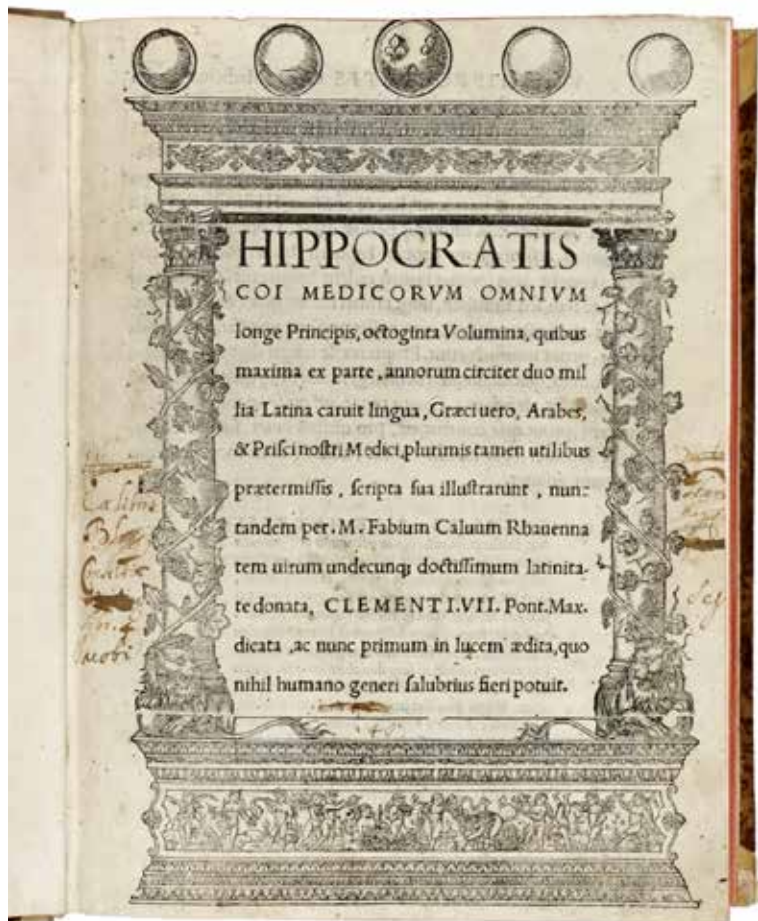 HIPPOCRATIS
COI MEDICORVM OMNIVM
longe Principis, octoginta Volumina, quibus
maxima ex parte, annorum circiter duo mil
lia Latina caruit lingua, Græci uero, Arabes,
& Prisci nostri Medici, plurimis tamen utilibus
prætermissis, scripta sua illustrarunt, nunc
tandem per. M. Fabium Caluum Rhauenna
tem uirum undecunq; doctissimum latinita-
te donata, CLEMENTI.VII. Pont.Max.
dicata, ac nunc primum in lucem ædita, quo
nihil humano generi salubrius fieri potuit.